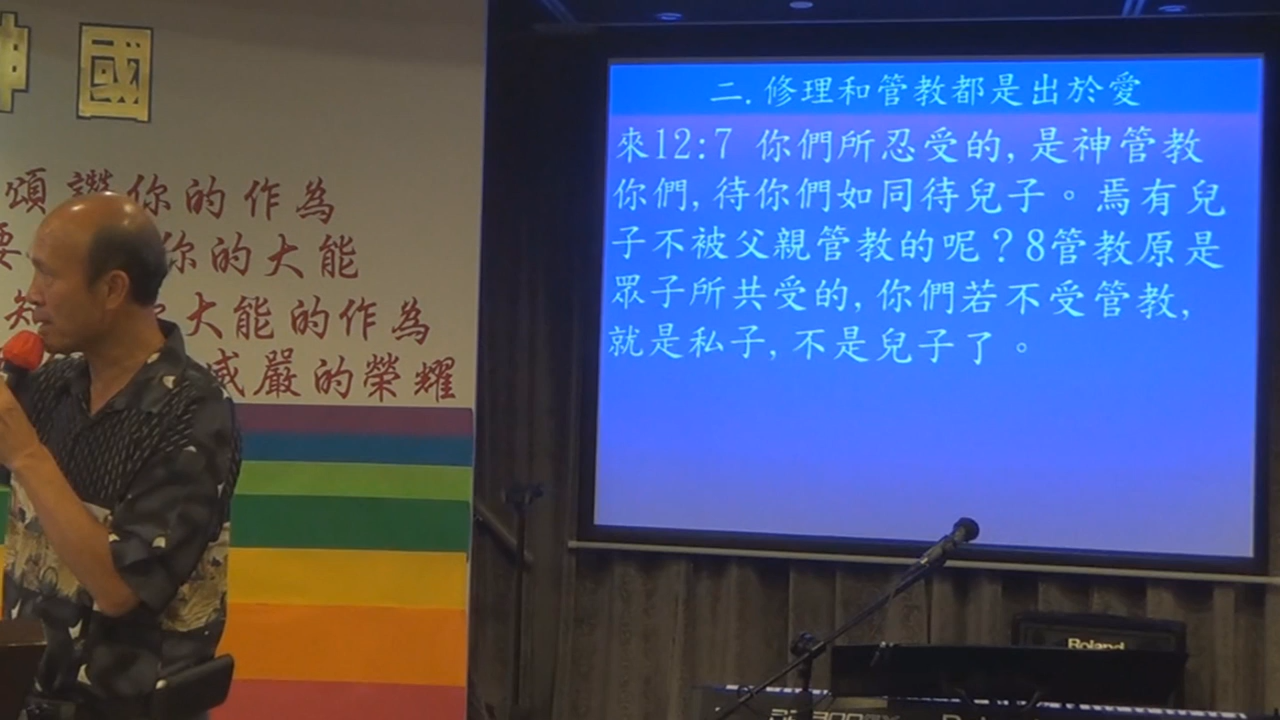 神國
頌讚你的作為
要 你的大能
知 大能的作為
威嚴的榮耀
二.修理和管教都是出於愛
來12:7 你們所忍受的,是神管教
你們,待你們如同待兒子。焉有兒
子不被父親管教的呢？8管教原是
眾子所共受的,你們若不受管教,
就是私子,不是兒子了。
Roland